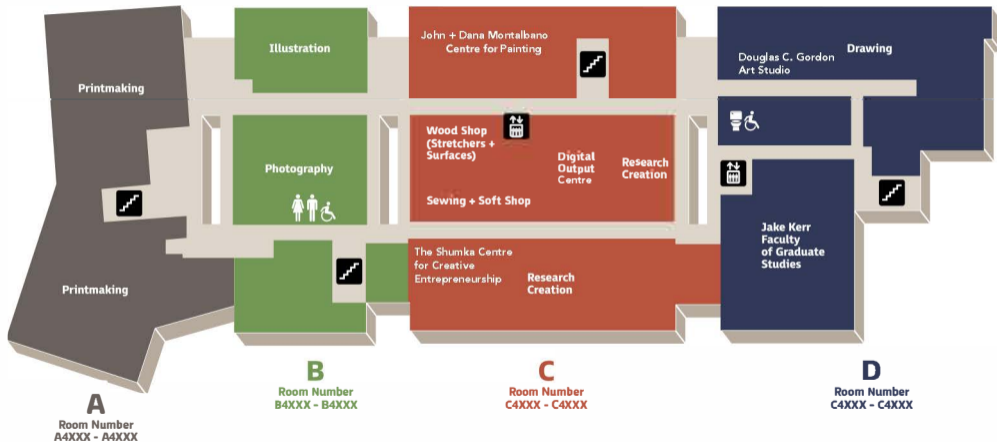 Printmaking
Printmaking
Illustration
Photography
John + Dana Montalbano
Centre for Painting
Wood Shop
(Stretchers +
Surfaces)
Sewing + Soft Shop
Digital
Output
Centre
Research
Creation
The Shumka Centre
for Creative
Entrepreneurship
Research
Creation
Drawing
Douglas C. Gordon
Art Studio
Jake Kerr
Faculty
of Graduate
Studies
A
Room Number
A4XXX - A4XXX
B
Room Number
B4XXX - B4XXX
C
Room Number
C4XXX - C4XXX
D
Room Number
C4XXX - C4XXX